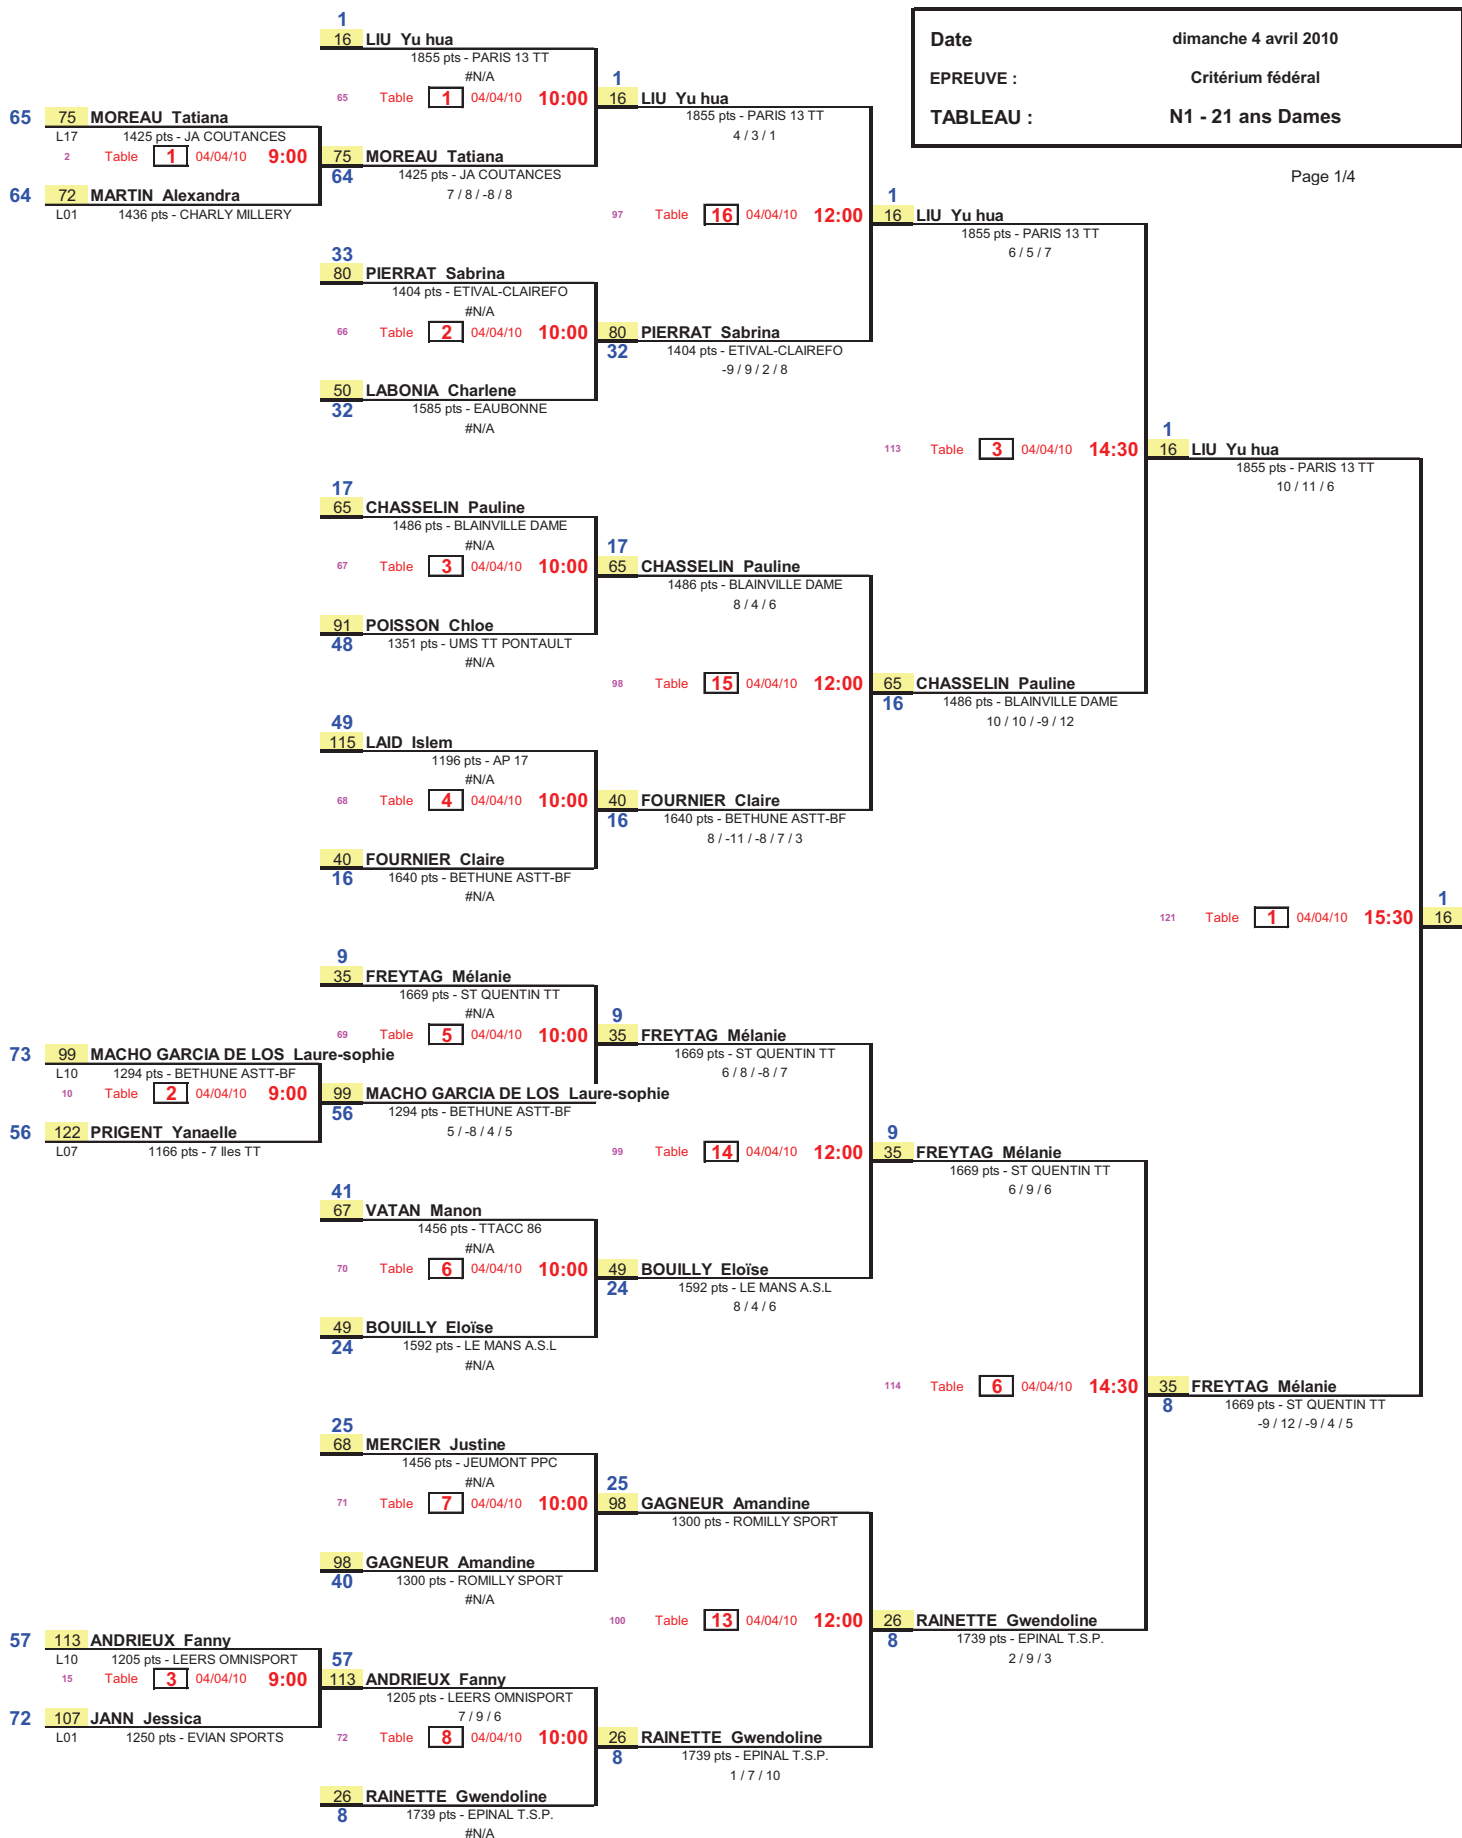 1
16 LIU Yu hua
1855 pts - PARIS 13 TT
#N/A
Date dimanche 4 avril 2010
EPREUVE : Critérium fédéral
TABLEAU : N1 - 21 ans Dames
Page 1/4
65 Table 1 04/04/10 10:00
1
16 LIU Yu hua
1855 pts - PARIS 13 TT
4 / 3 / 1
65 75 MOREAU Tatiana
L17 1425 pts - JA COUTANCES
2 Table 1 04/04/10 9:00
75 MOREAU Tatiana
64 1425 pts - JA COUTANCES
7 / 8 / -8 / 8
64 72 MARTIN Alexandra
L01 1436 pts - CHARLY MILLERY
97 Table 16 04/04/10 12:00
1
16 LIU Yu hua
1855 pts - PARIS 13 TT
6 / 5 / 7
33
80 PIERRAT Sabrina
1404 pts - ETIVAL-CLAIREFO
#N/A
66 Table 2 04/04/10 10:00
80 PIERRAT Sabrina
32 1404 pts - ETIVAL-CLAIREFO
-9 / 9 / 2 / 8
50 LABONIA Charlene
32 1585 pts - EAUBONNE
#N/A
113 Table 3 04/04/10 14:30
1
16 LIU Yu hua
1855 pts - PARIS 13 TT
10 / 11 / 6
17
65 CHASSELIN Pauline
1486 pts - BLAINVILLE DAME
#N/A
67 Table 3 04/04/10 10:00
17
65 CHASSELIN Pauline
1486 pts - BLAINVILLE DAME
8 / 4 / 6
91 POISSON Chloe
48 1351 pts - UMS TT PONTAULT
#N/A
98 Table 15 04/04/10 12:00
65 CHASSELIN Pauline
16 1486 pts - BLAINVILLE DAME
10 / 10 / -9 / 12
49
115 LAID Islem
1196 pts - AP 17
#N/A
68 Table 4 04/04/10 10:00
40 FOURNIER Claire
16 1640 pts - BETHUNE ASTT-BF
8 / -11 / -8 / 7 / 3
40 FOURNIER Claire
16 1640 pts - BETHUNE ASTT-BF
#N/A
121 Table 1 04/04/10 15:30
1
16
9
35 FREYTAG Mélanie
1669 pts - ST QUENTIN TT
#N/A
69 Table 5 04/04/10 10:00
9
35 FREYTAG Mélanie
1669 pts - ST QUENTIN TT
6 / 8 / -8 / 7
73 99 MACHO GARCIA DE LOS Laure-sophie
L10 1294 pts - BETHUNE ASTT-BF
10 Table 2 04/04/10 9:00
99 MACHO GARCIA DE LOS Laure-sophie
56 1294 pts - BETHUNE ASTT-BF
5 / -8 / 4 / 5
56 122 PRIGENT Yanaelle
L07 1166 pts - 7 Iles TT
99 Table 14 04/04/10 12:00
9
35 FREYTAG Mélanie
1669 pts - ST QUENTIN TT
6 / 9 / 6
41
67 VATAN Manon
1456 pts - TTACC 86
#N/A
70 Table 6 04/04/10 10:00
49 BOUILLY Eloïse
24 1592 pts - LE MANS A.S.L
8 / 4 / 6
49 BOUILLY Eloïse
24 1592 pts - LE MANS A.S.L
#N/A
114 Table 6 04/04/10 14:30
35 FREYTAG Mélanie
8 1669 pts - ST QUENTIN TT
-9 / 12 / -9 / 4 / 5
25
68 MERCIER Justine
1456 pts - JEUMONT PPC
#N/A
71 Table 7 04/04/10 10:00
25
98 GAGNEUR Amandine
1300 pts - ROMILLY SPORT
98 GAGNEUR Amandine
40 1300 pts - ROMILLY SPORT
#N/A
100 Table 13 04/04/10 12:00
26 RAINETTE Gwendoline
8 1739 pts - EPINAL T.S.P.
2 / 9 / 3
57 113 ANDRIEUX Fanny
L10 1205 pts - LEERS OMNISPORT
15 Table 3 04/04/10 9:00
57
113 ANDRIEUX Fanny
1205 pts - LEERS OMNISPORT
7 / 9 / 6
72 107 JANN Jessica
L01 1250 pts - EVIAN SPORTS
72 Table 8 04/04/10 10:00
26 RAINETTE Gwendoline
8 1739 pts - EPINAL T.S.P.
1 / 7 / 10
26 RAINETTE Gwendoline
8 1739 pts - EPINAL T.S.P.
#N/A